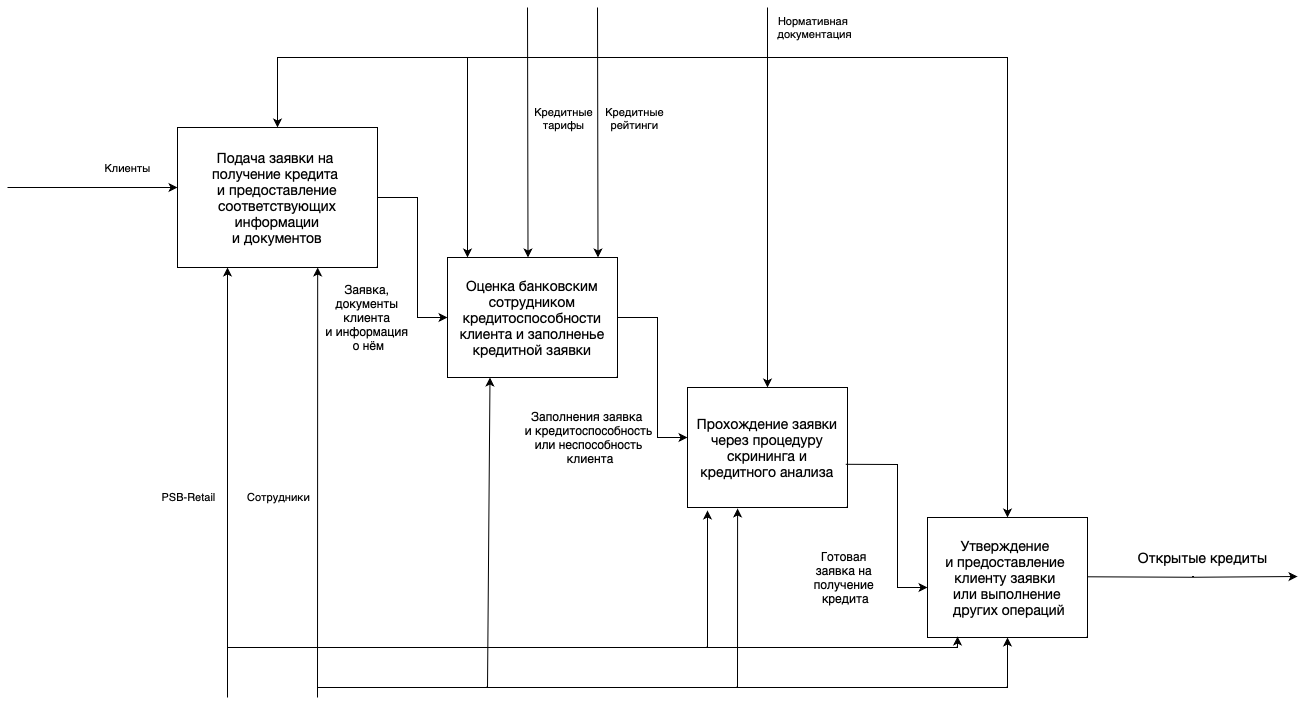 Нормативная
документация
Кредитные
тарифы
Кредитные
рейтинги
Клиенты
Подача заявки на
получение кредита
и предоставление
соответствующих
информации
и документов
Заявка,
документы
клиента
и информация
о нём
Оценка банковским
сотрудником
кредитоспособности
клиента и заполненье
кредитной заявки
Заполнения заявка
и кредитоспособность
или неспособность
клиента
Прохождение заявки
через процедуру
скрининга и
кредитного анализа
PSB-Retail
Сотрудники
Готовая
заявка на
получение
кредита
Утверждение
и предоставление
клиенту заявки
или выполнение
других операций
Открытые кредиты